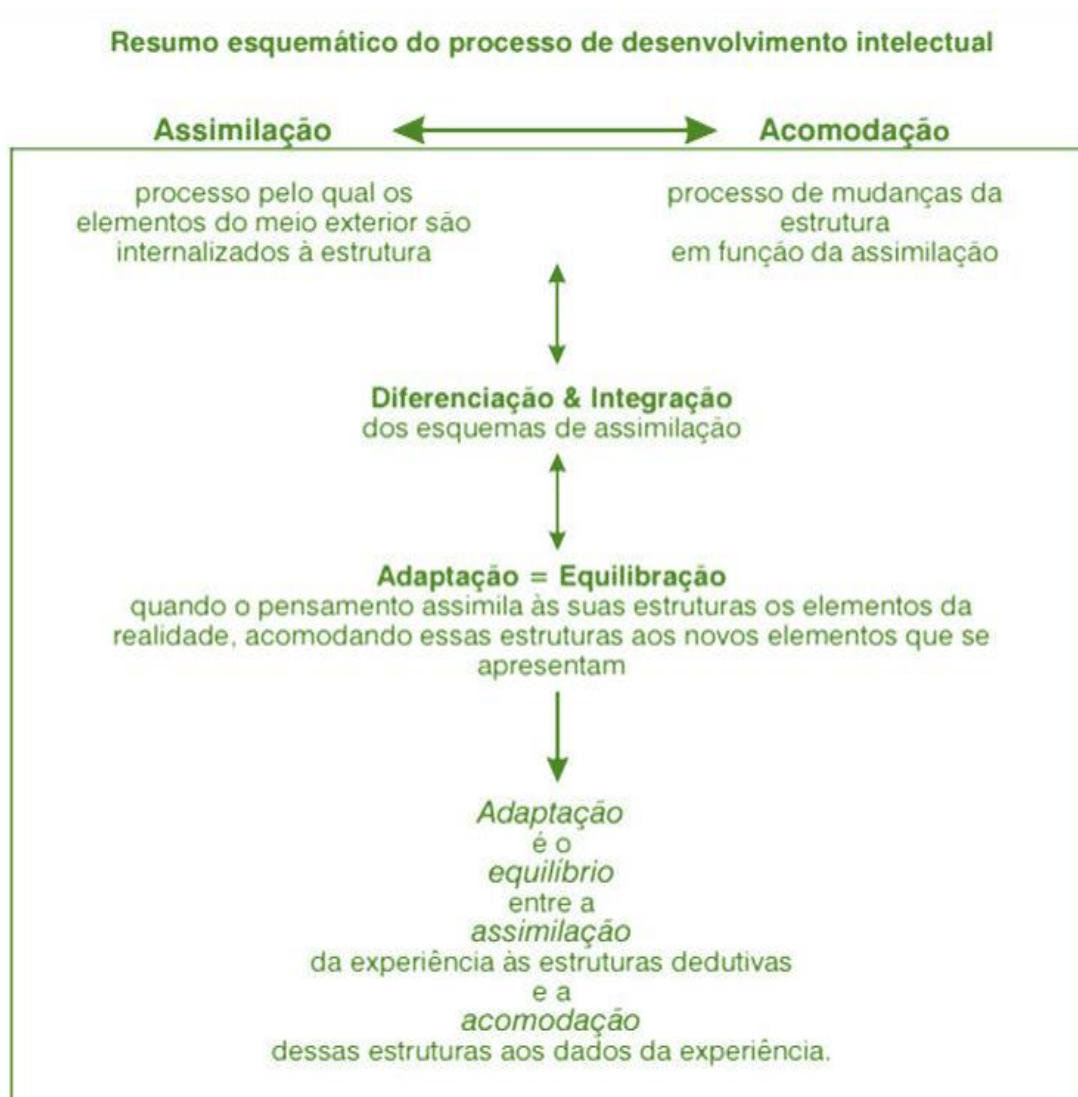 Resumo esquemático do processo de desenvolvimento intelectual
Assimilação
Acomodação
processo pelo qual os
elementos do meio exterior são
internalizados à estrutura
processo de mudanças da
estrutura
em função da assimilação
Diferenciação & Integração
dos esquemas de assimilação
Adaptação = Equilibração
quando o pensamento assimila às suas estruturas os elementos da
realidade, acomodando essas estruturas aos novos elementos que se
apresentam
Adaptação
é o
equilíbrio
entre a
assimilação
da experiência às estruturas dedutivas
e a
acomodação
dessas estruturas aos dados da experiência.